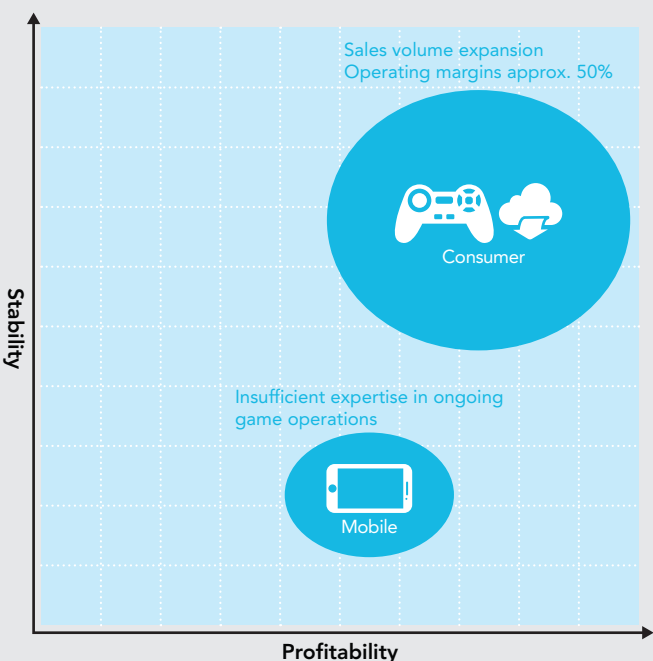 Sales volume expansion
Operating margins approx. 50%
Consumer
Stability
Insufficient expertise in ongoing
game operations
Mobile
Profitability